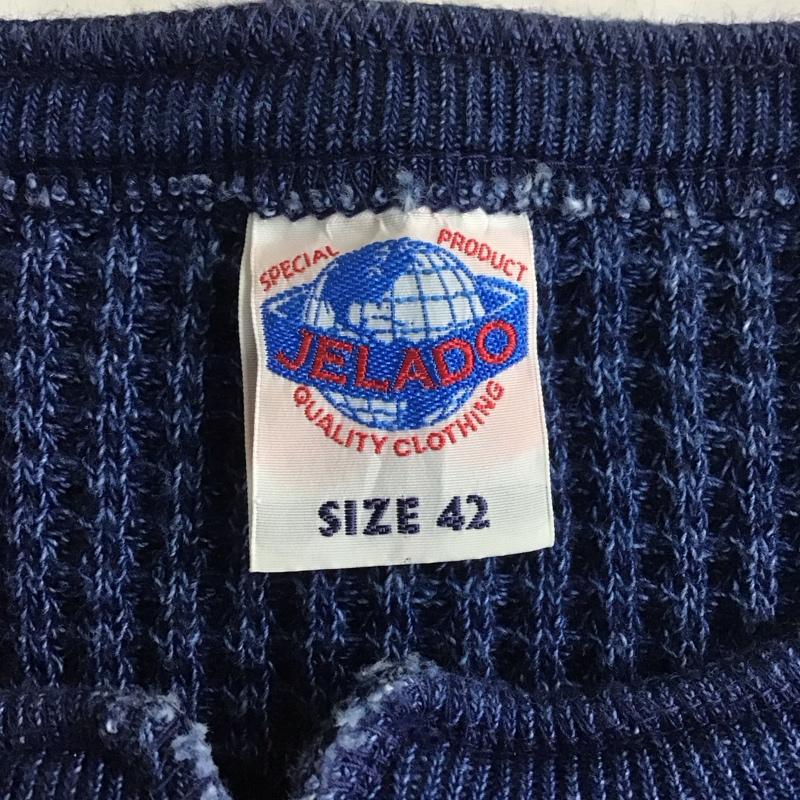 SPECIAL PRODUCT
JELADO
QUALITY CLOTHING
SIZE 42